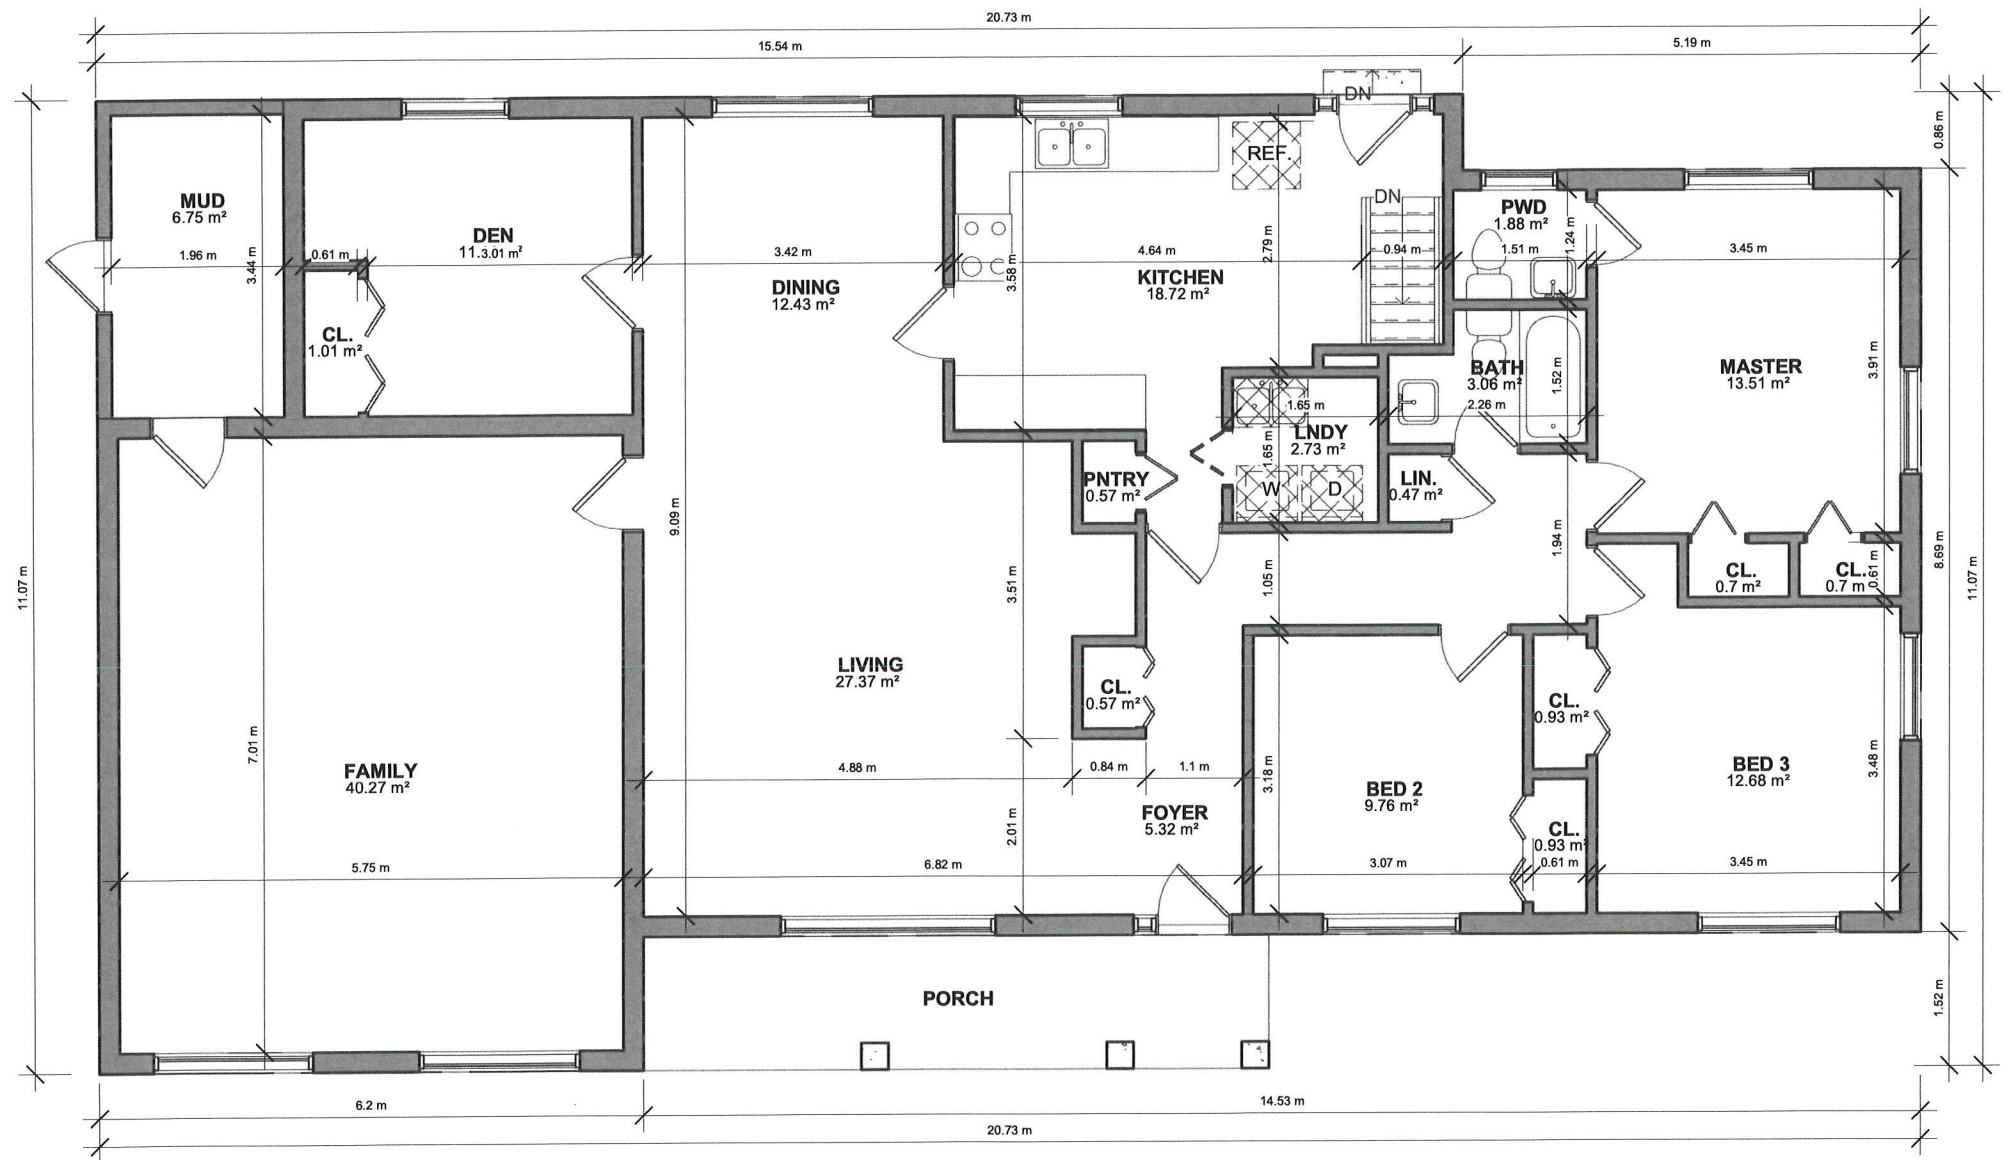 20.73 m
15.54 m
5.19 m
DN
0.86 m
REF.
MUD
6.75 m²
DEN
DN
PWD
1.88 m²
1.96 m
3.44 m
0.61 m
3.42 m
4.64 m
2.79 m
0.94 m
1.51 m
1.24 m
3.45 m
3.58 m
DINING
12.43 m²
KITCHEN
18.72 m²
CL.
1.01 m²
BATH
3.06 m²
1.52 m
2.26 m
MASTER
13.51 m²
3.91 m
1.65 m
LNDY
2.73 m²
1.65 m
W
D
PNTRY
0.57 m²
LIN.
0.47 m²
9.09 m
3.51 m
1.05 m
1.94 m
CL.
0.7 m²
CL.
0.7 m²
0.61 m
8.69 m
11.07 m
11.07 m
LIVING
27.37 m²
CL.
0.57 m²
CL.
0.93 m²
7.01 m
FAMILY
40.27 m²
4.88 m
0.84 m
1.1 m
3.18 m
BED 2
9.76 m²
BED 3
12.68 m²
3.48 m
FOYER
5.32 m²
2.01 m
CL.
0.93 m²
5.75 m
6.82 m
3.07 m
0.61 m
3.45 m
PORCH
1.52 m
6.2 m
14.53 m
20.73 m